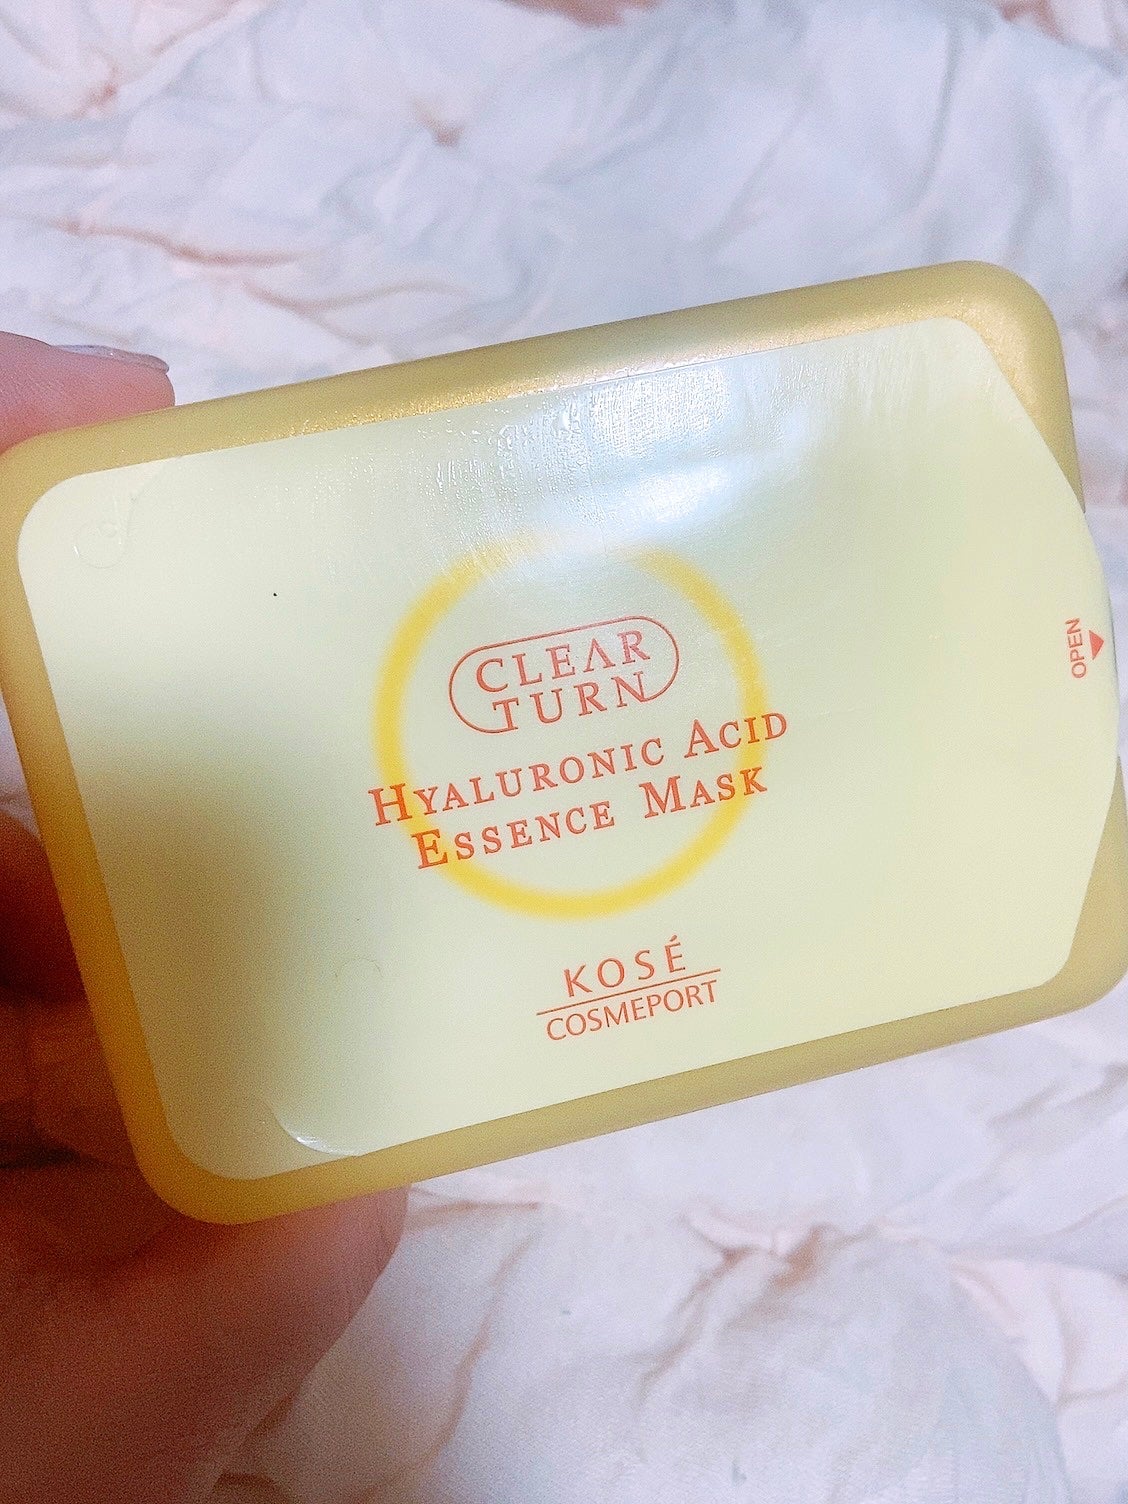 CLEAR
TURN
HYALURONIC ACID
ESSENCE MASK
KOSÉ
COSMEPORT
OPEN